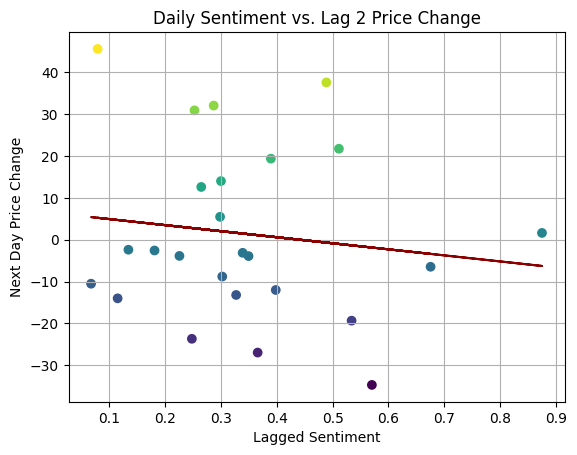 Daily Sentiment vs. Lag 2 Price Change
Next Day Price Change
40
30
20
10
0
−10
−20
−30
0.1 0.2 0.3 0.4 0.5 0.6 0.7 0.8 0.9
Lagged Sentiment